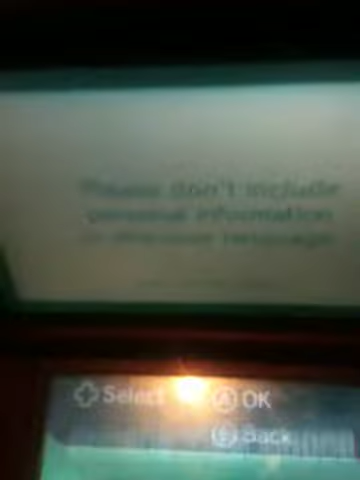 Please don't include
personal information
Select
Ⓐ OK
Ⓑ Back